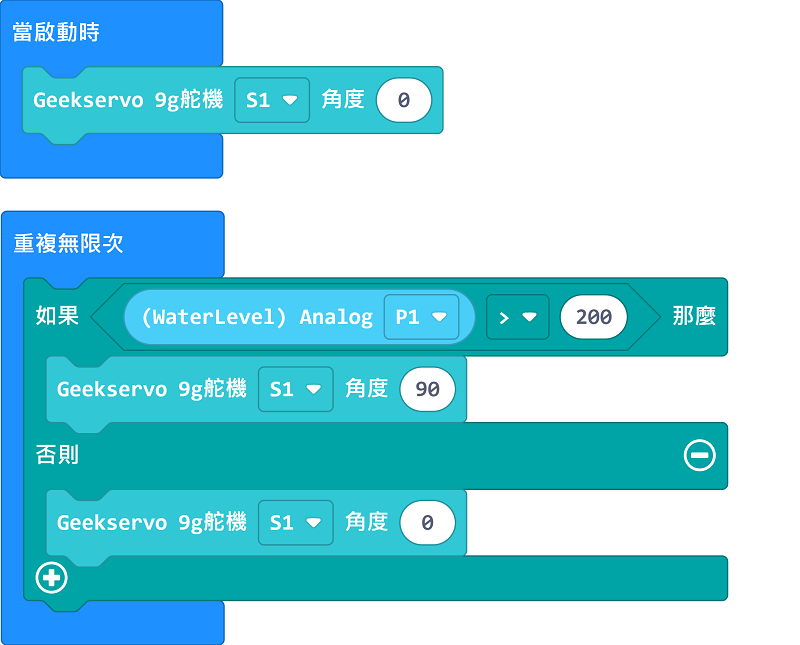 當啟動時
Geekservo 9g舵機 S1 角度 0
重複無限次
如果 (WaterLevel) Analog P1 > 200 那麼
Geekservo 9g舵機 S1 角度 90
否則
Geekservo 9g舵機 S1 角度 0